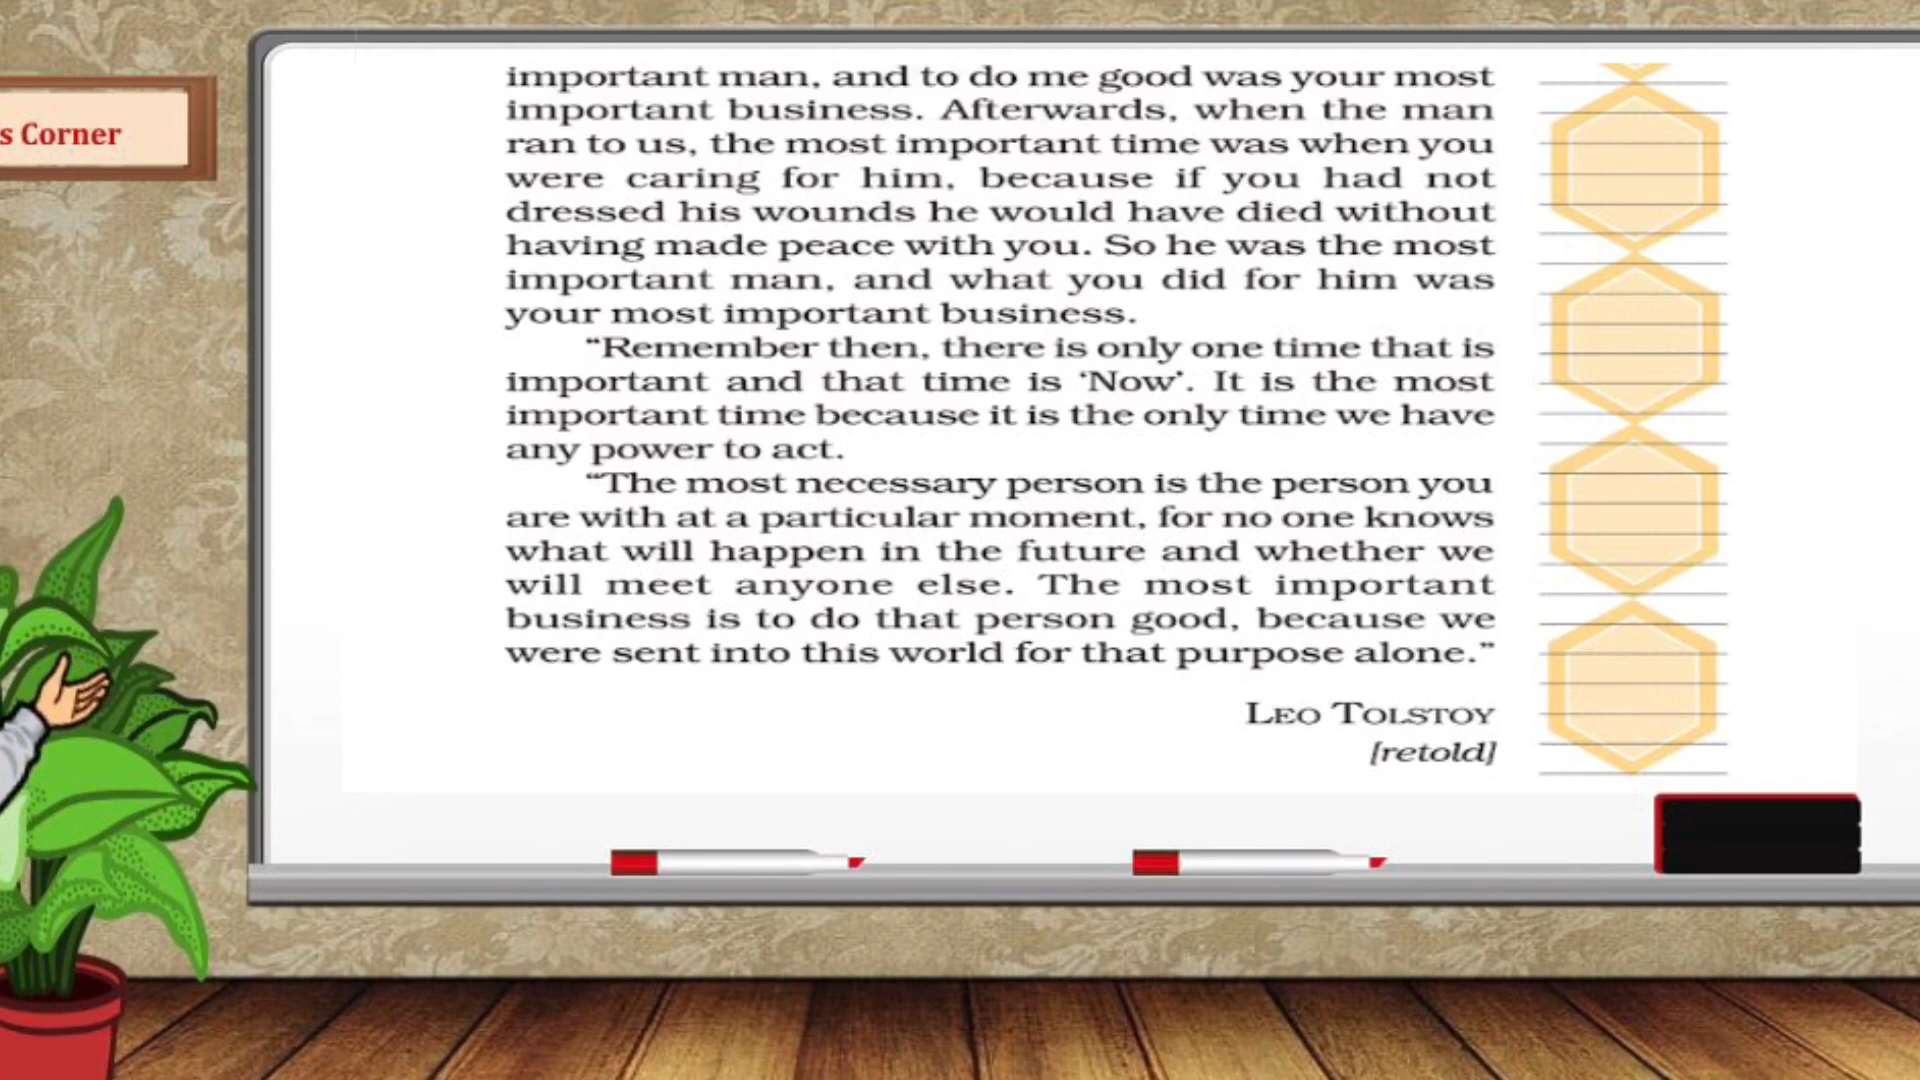 s Corner
important man, and to do me good was your most
important business. Afterwards, when the man
ran to us, the most important time was when you
were caring for him, because if you had not
dressed his wounds he would have died without
having made peace with you. So he was the most
important man, and what you did for him was
your most important business.
“Remember then, there is only one time that is
important and that time is ‘Now’. It is the most
important time because it is the only time we have
any power to act.
“The most necessary person is the person you
are with at a particular moment, for no one knows
what will happen in the future and whether we
will meet anyone else. The most important
business is to do that person good, because we
were sent into this world for that purpose alone.”
LEO TOLSTOY
[retold]